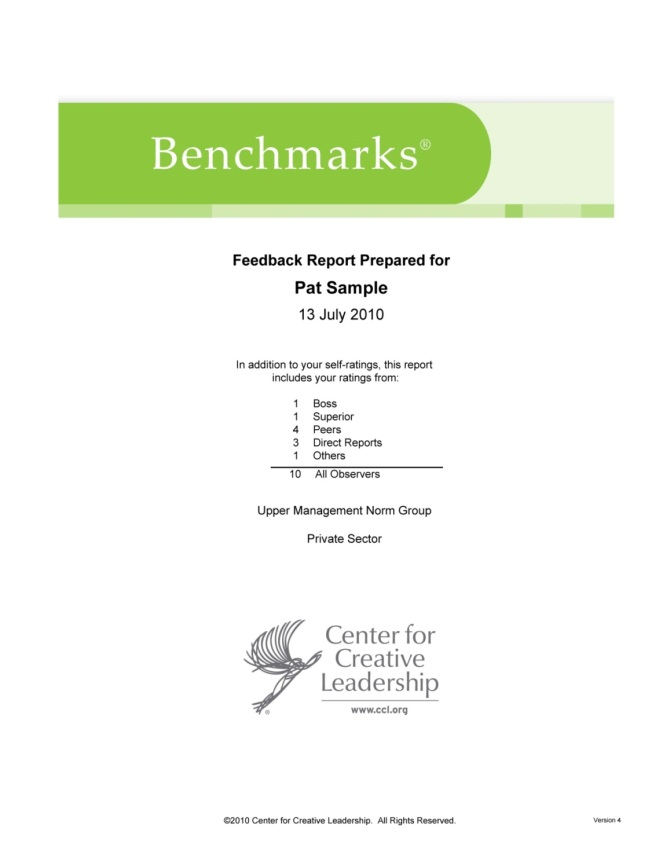 Benchmarks®
Feedback Report Prepared for
Pat Sample
13 July 2010
In addition to your self-ratings, this report
includes your ratings from:
1 Boss
1 Superior
4 Peers
3 Direct Reports
1 Others
10 All Observers
Upper Management Norm Group
Private Sector
Center for
Creative
Leadership
®
www.ccl.org
©2010 Center for Creative Leadership. All Rights Reserved.
Version 4